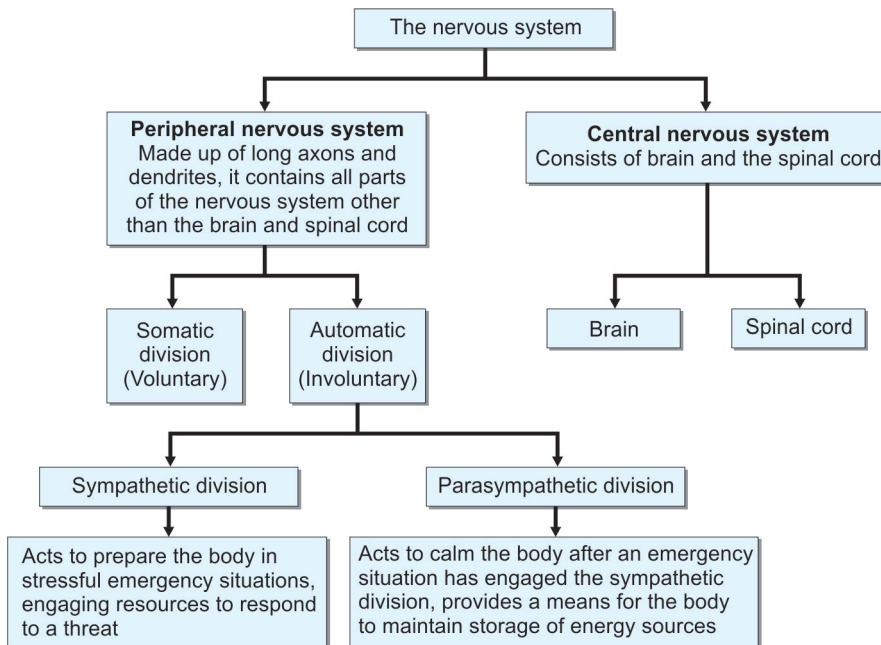 The nervous system
Peripheral nervous system
Made up of long axons and
dendrites, it contains all parts
of the nervous system other
than the brain and spinal cord
Central nervous system
Consists of brain and the spinal cord
Somatic
division
(Voluntary)
Automatic
division
(Involuntary)
Brain
Spinal cord
Sympathetic division
Parasympathetic division
Acts to prepare the body in
stressful emergency situations,
engaging resources to respond
to a threat
Acts to calm the body after an emergency
situation has engaged the sympathetic
division, provides a means for the body
to maintain storage of energy sources